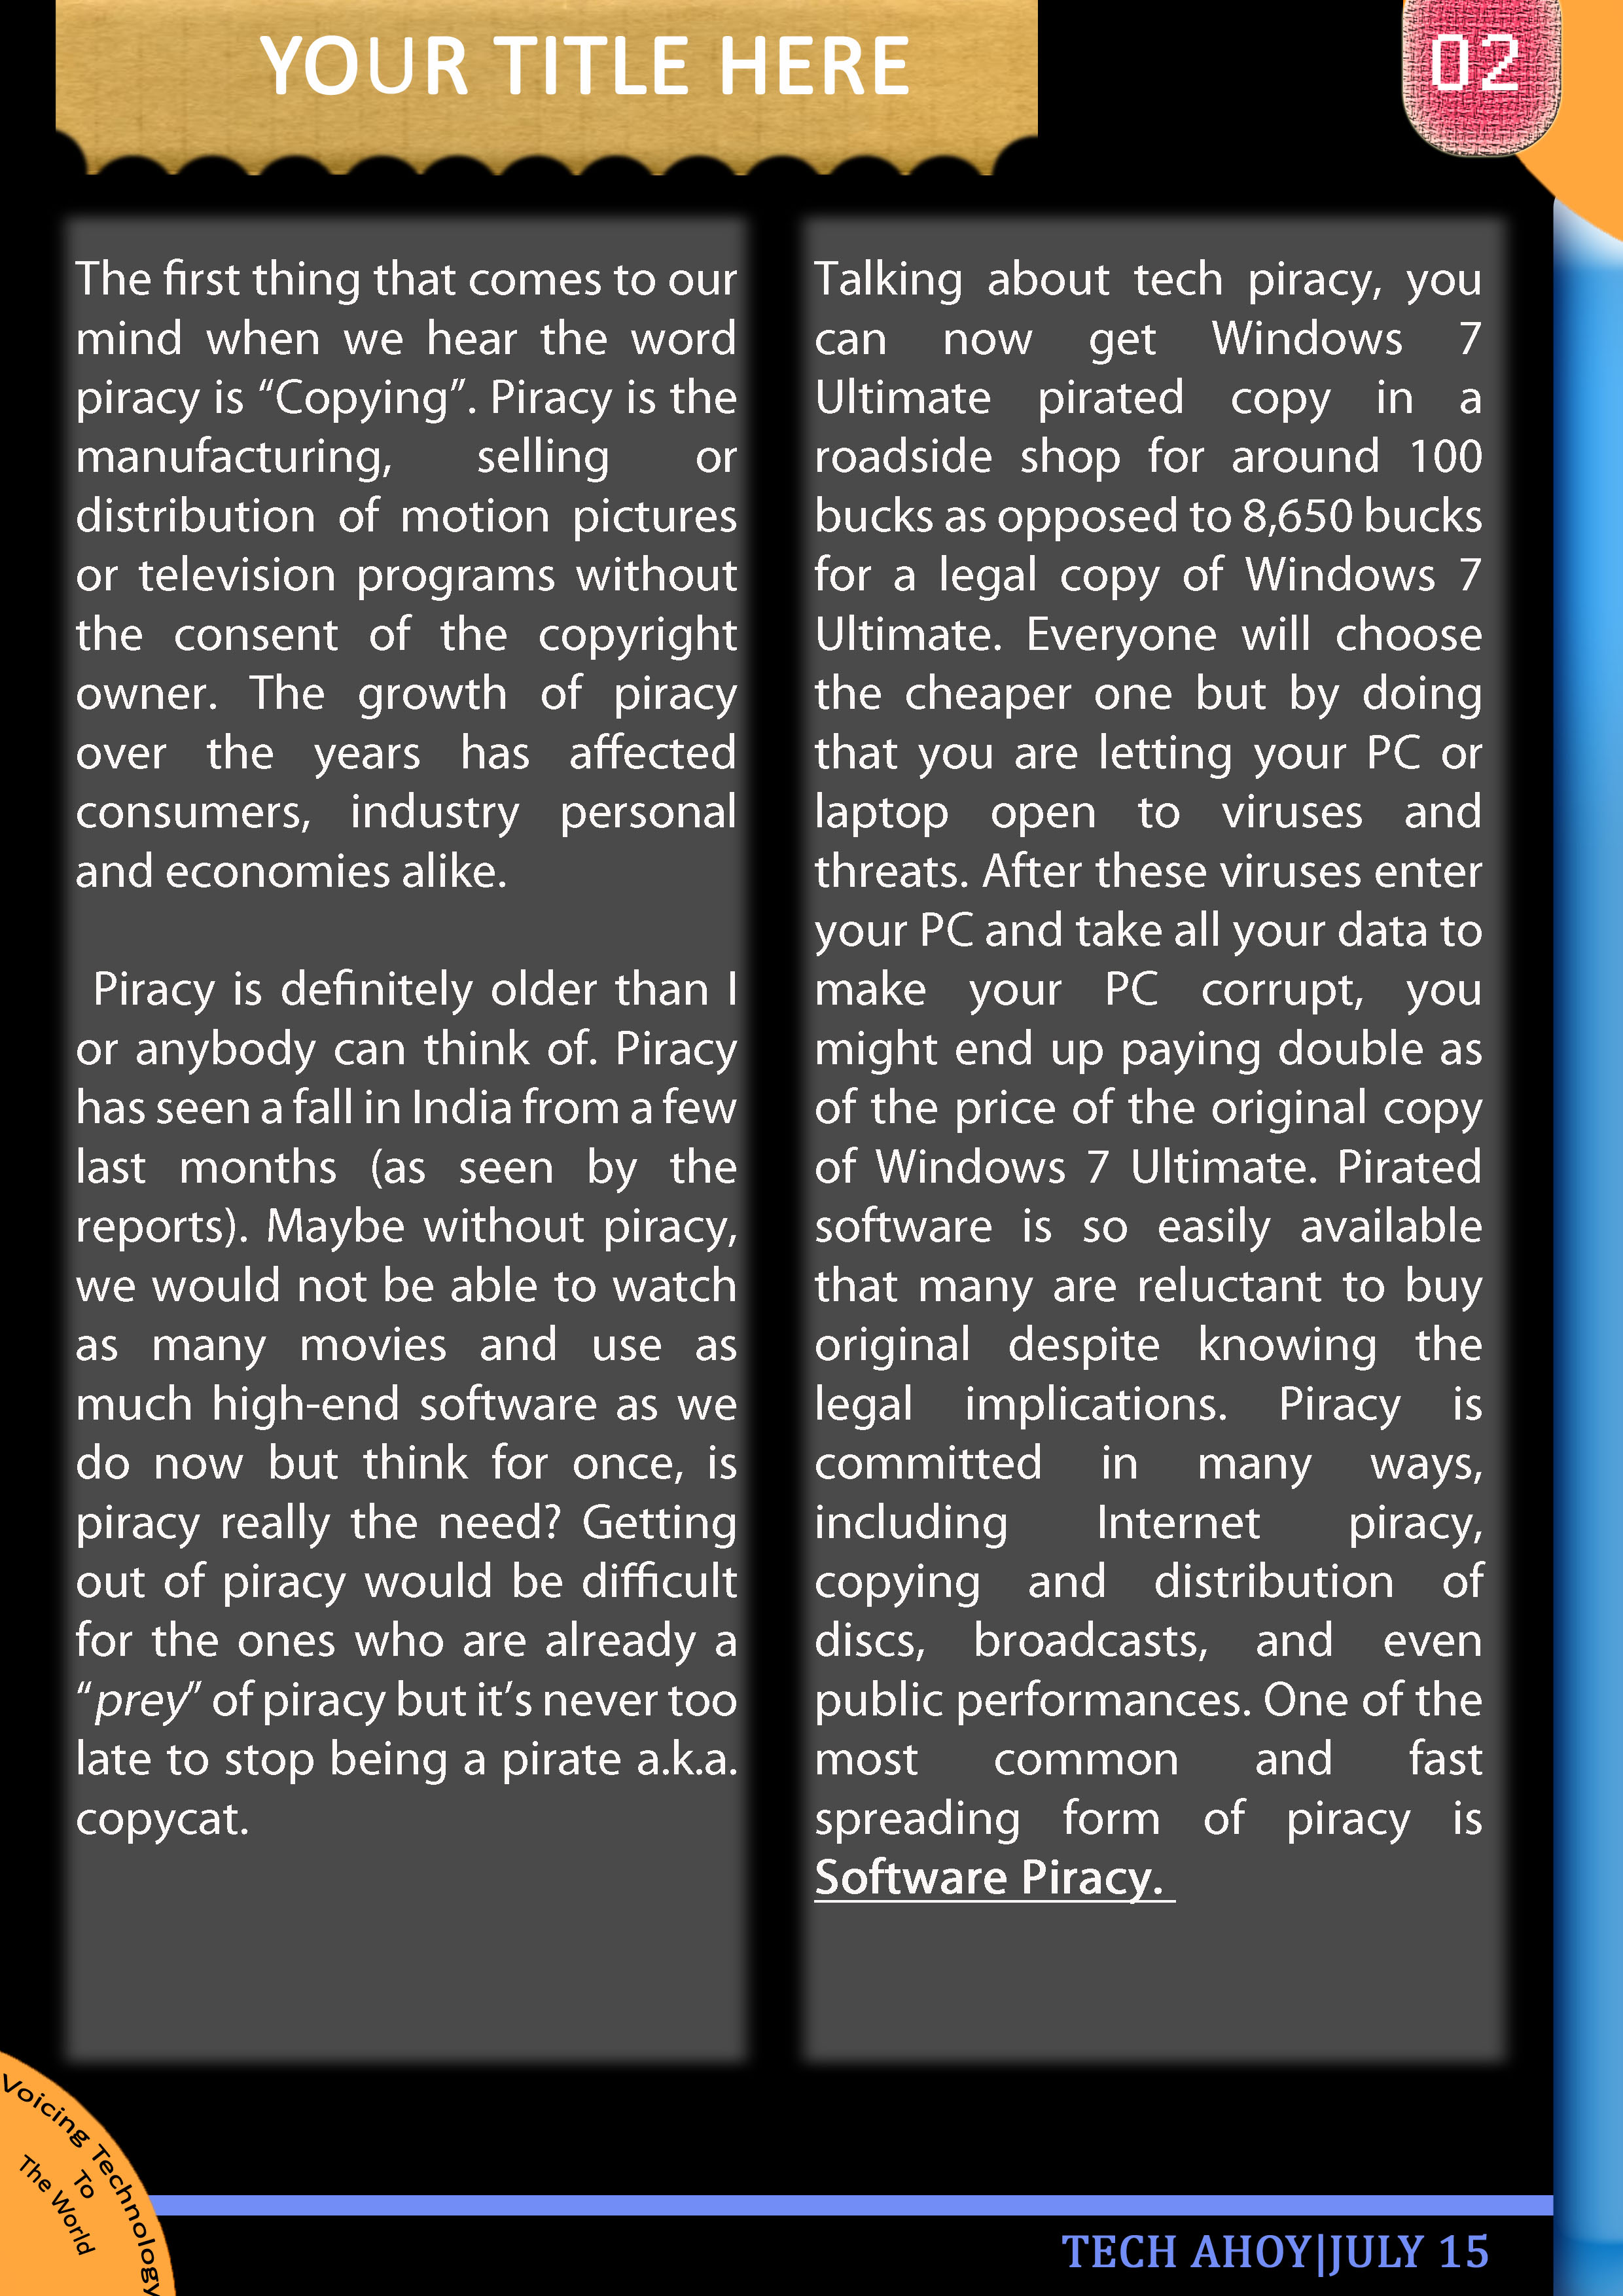 YOUR TITLE HERE
02
The first thing that comes to our
mind when we hear the word
piracy is “Copying”. Piracy is the
manufacturing, selling or
distribution of motion pictures
or television programs without
the consent of the copyright
owner. The growth of piracy
over the years has affected
consumers, industry personal
and economies alike.
Piracy is definitely older than I
or anybody can think of. Piracy
has seen a fall in India from a few
last months (as seen by the
reports). Maybe without piracy,
we would not be able to watch
as many movies and use as
much high-end software as we
do now but think for once, is
piracy really the need? Getting
out of piracy would be difficult
for the ones who are already a
“prey” of piracy but it’s never too
late to stop being a pirate a.k.a.
copycat.
Talking about tech piracy, you
can now get Windows 7
Ultimate pirated copy in a
roadside shop for around 100
bucks as opposed to 8,650 bucks
for a legal copy of Windows 7
Ultimate. Everyone will choose
the cheaper one but by doing
that you are letting your PC or
laptop open to viruses and
threats. After these viruses enter
your PC and take all your data to
make your PC corrupt, you
might end up paying double as
of the price of the original copy
of Windows 7 Ultimate. Pirated
software is so easily available
that many are reluctant to buy
original despite knowing the
legal implications. Piracy is
committed in many ways,
including Internet piracy,
copying and distribution of
discs, broadcasts, and even
public performances. One of the
most common and fast
spreading form of piracy is
Software Piracy.
Voicing Technology
To
The World
TECH AHOY|JULY 15